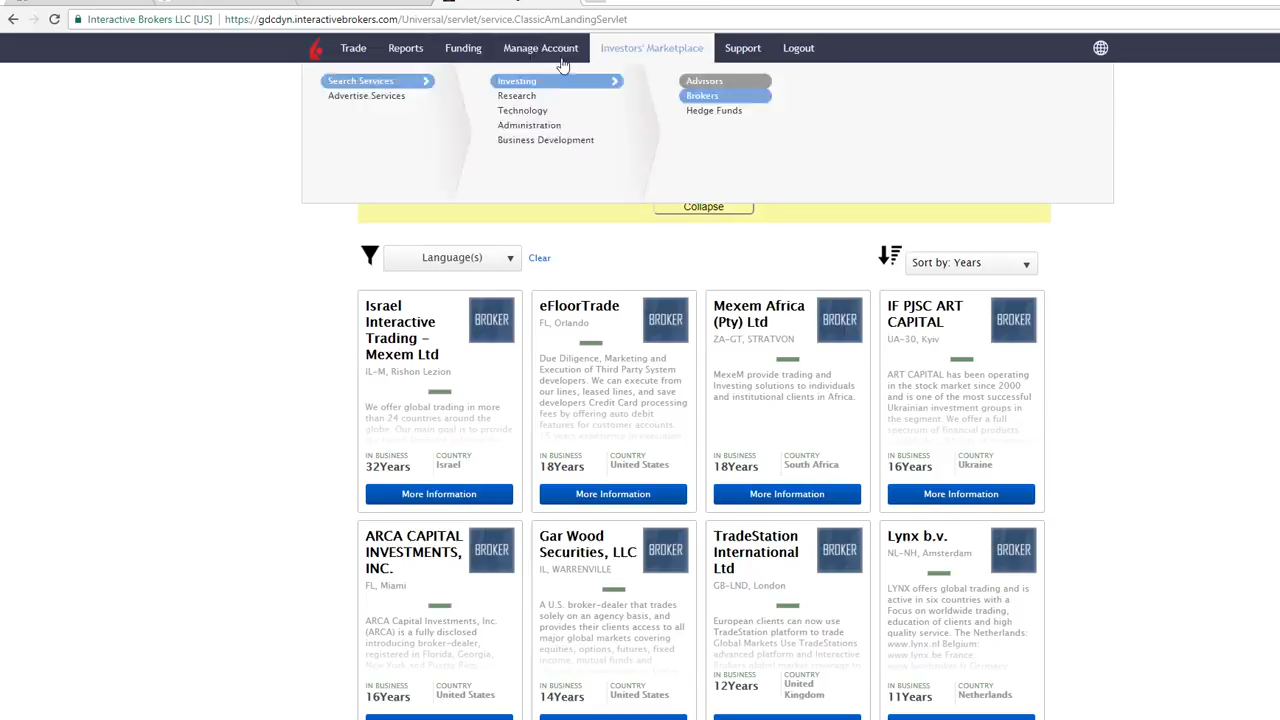 Interactive Brokers LLC [US] https://gdcdyn.interactivebrokers.com/Universal/servlet/service.ClassicAmLandingServlet
Trade Reports Funding Manage Account Investors' Marketplace Support Logout
Search Services
Advertise Services
Investing
Research
Technology
Administration
Business Development
Advisors
Brokers
Hedge Funds
Collapse
Language(s) Clear
Sort by: Years
Israel
Interactive
Trading -
Mexem Ltd
BROKER
IL-M, Rishon Lezion
We offer global trading in more
than 24 countries around the
globe. Our main goal is to provide
IN BUSINESS
32Years
COUNTRY
Israel
More Information
eFloorTrade
BROKER
FL, Orlando
Due Diligence, Marketing and
Execution of Third Party System
developers. We can execute from
our lines, leased lines, and save
developers Credit Card processing
fees by offering auto debit
features for customer accounts.
15 years experience in execution
IN BUSINESS
18Years
COUNTRY
United States
More Information
Mexem Africa
(Pty) Ltd
BROKER
ZA-GT, STRATVON
MexeM provide trading and
Investing solutions to individuals
and institutional clients in Africa.
IN BUSINESS
18Years
COUNTRY
South Africa
More Information
IF PJSC ART
CAPITAL
BROKER
UA-30, Kyiv
ART CAPITAL has been operating
in the stock market since 2000
and is one of the most successful
Ukrainian investment groups in
the segment. We offer a full
spectrum of financial products,
IN BUSINESS
16Years
COUNTRY
Ukraine
More Information
ARCA CAPITAL
INVESTMENTS,
INC.
BROKER
FL, Miami
ARCA Capital Investments, Inc.
(ARCA) is a fully disclosed
introducing broker-dealer,
registered in Florida, Georgia,
New York, and Puerto Rico.
IN BUSINESS
16Years
COUNTRY
United States
Gar Wood
Securities, LLC
BROKER
IL, WARRENVILLE
A U.S. broker-dealer that trades
solely on an agency basis, and
provides their clients access to all
major global markets covering
equities, options, futures, fixed
income, mutual funds and
IN BUSINESS
14Years
COUNTRY
United States
TradeStation
International
Ltd
BROKER
GB-LND, London
European clients can now use
TradeStation platform to trade
Global Markets Use TradeStations
advanced platform and Interactive
Brokers global market coverage to
IN BUSINESS
12Years
COUNTRY
United
Kingdom
Lynx b.v.
BROKER
NL-NH, Amsterdam
LYNX offers global trading and is
active in six countries with a
Focus on worldwide trading,
education of clients and high
quality service. The Netherlands:
www.lynx.nl Belgium:
www.lynx.be France:
IN BUSINESS
11Years
COUNTRY
Netherlands